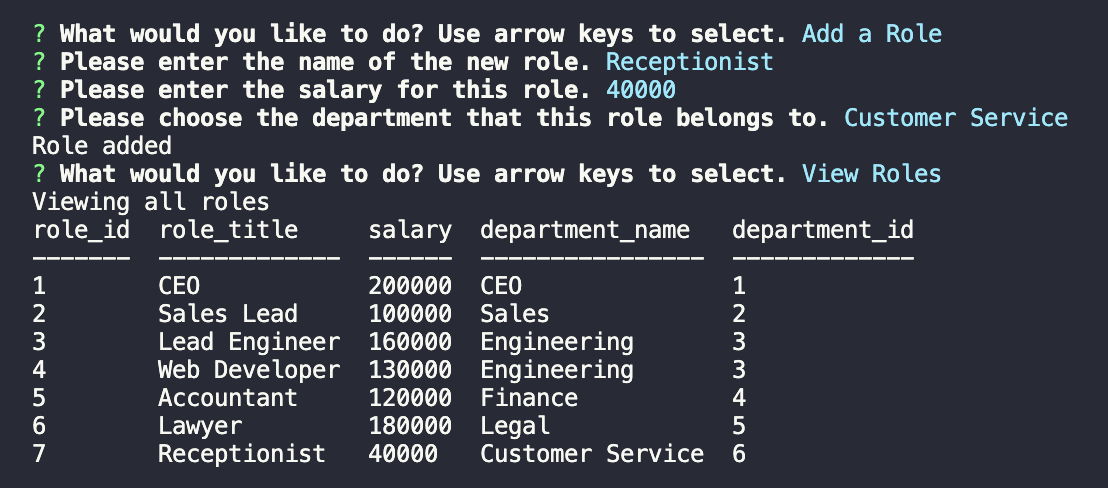 ? What would you like to do? Use arrow keys to select. Add a Role
? Please enter the name of the new role. Receptionist
? Please enter the salary for this role. 40000
? Please choose the department that this role belongs to. Customer Service
Role added
? What would you like to do? Use arrow keys to select. View Roles
Viewing all roles
role_id  role_title     salary  department_name   department_id
-------  -------------  ------  ----------------  -------------
1        CEO            200000  CEO               1
2        Sales Lead     100000  Sales             2
3        Lead Engineer  160000  Engineering       3
4        Web Developer  130000  Engineering       3
5        Accountant     120000  Finance           4
6        Lawyer         180000  Legal             5
7        Receptionist   40000   Customer Service  6